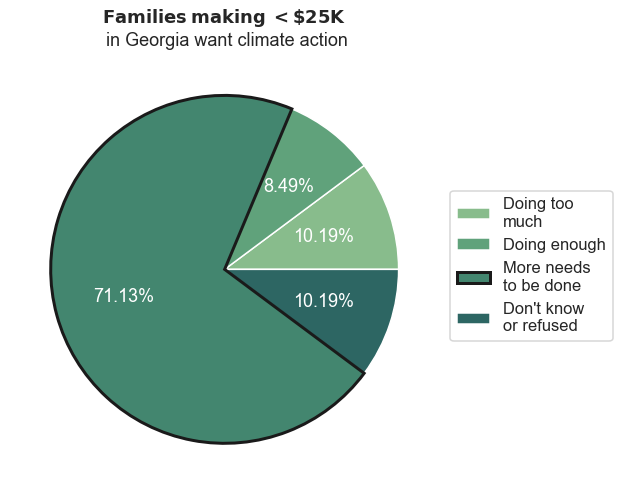 Families making < $25K
in Georgia want climate action
8.49%
10.19%
71.13%
10.19%
Doing too
much
Doing enough
More needs
to be done
Don't know
or refused